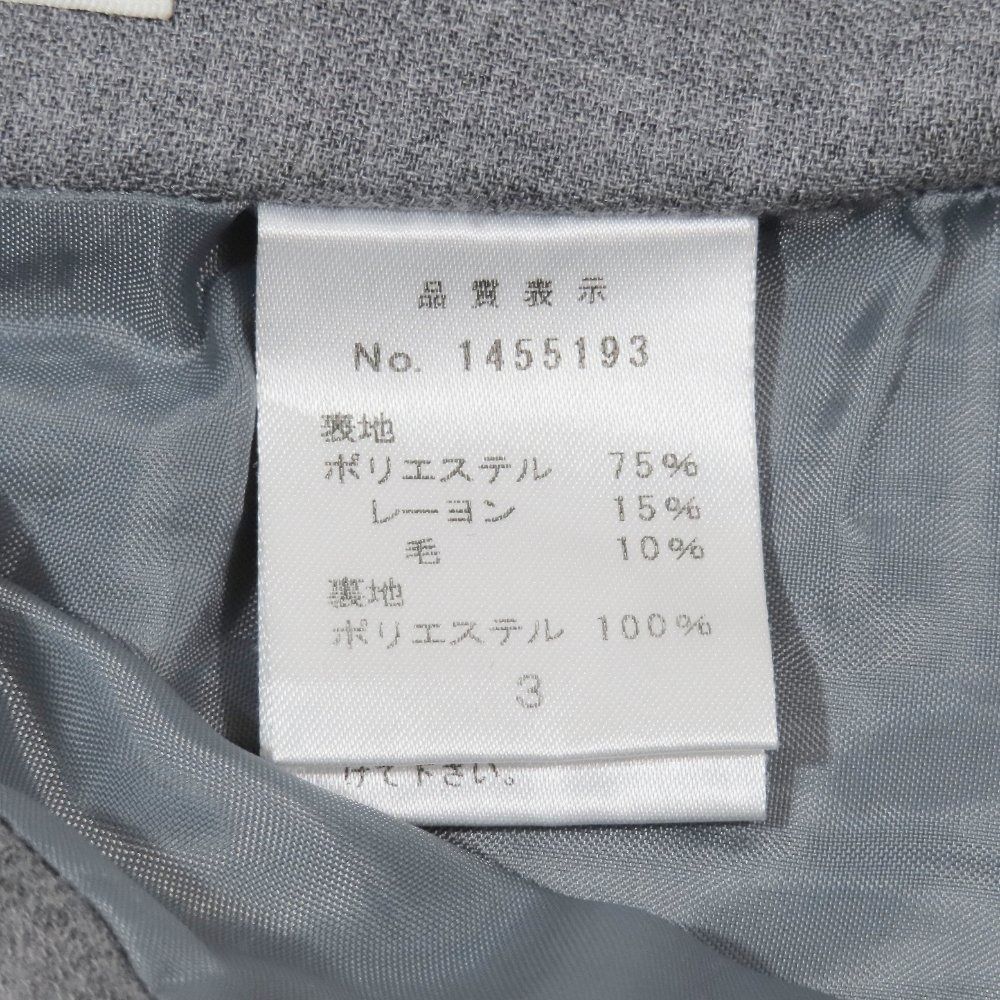 品質表示
No. 1455193
裏地
ポリエステル 75%
レーヨン 15%
毛 10%
裏地
ポリエステル 100%
3
けて下さい。